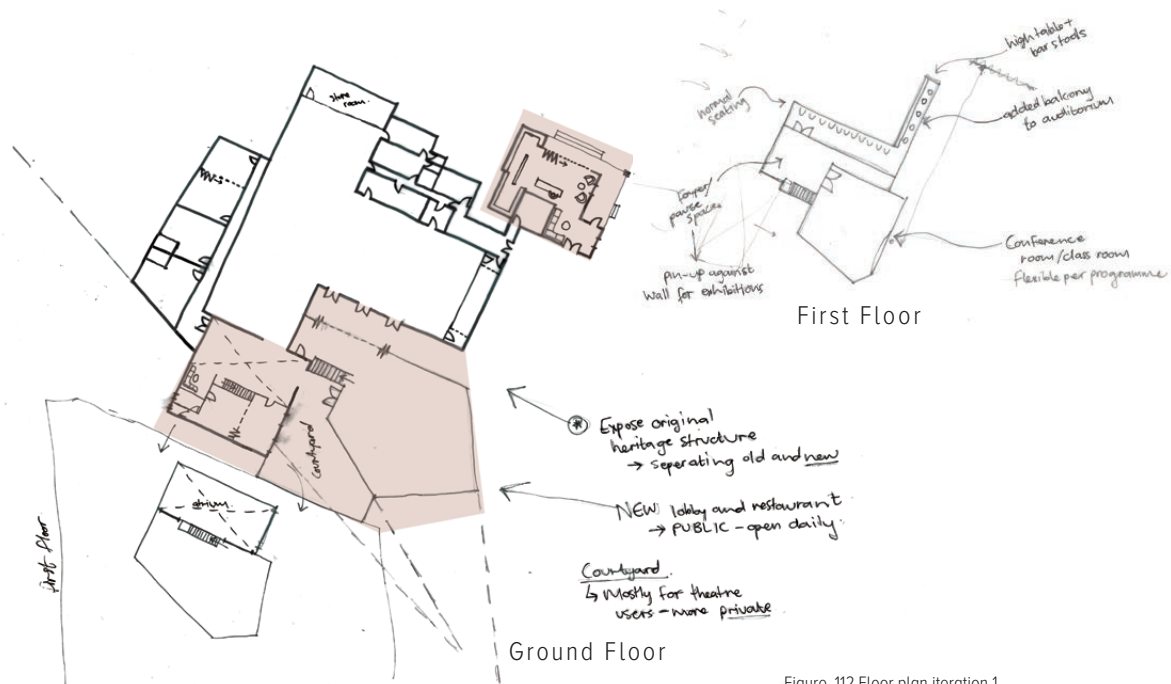 store
room.
high table +
bar stools
normal
seating
added balcony
to auditorium
foyer/
pause
space
pin-up against
wall for exhibitions
Conference
room/class room
Flexible per programme
First Floor
Expose original
heritage structure
→ seperating old and new
NEW lobby and restaurant
→ PUBLIC - open daily.
Courtyard
atrium
first floor
Courtyard.
↳ Mostly for theatre
users - more private
Ground Floor
Figure 112 Floor plan iteration 1